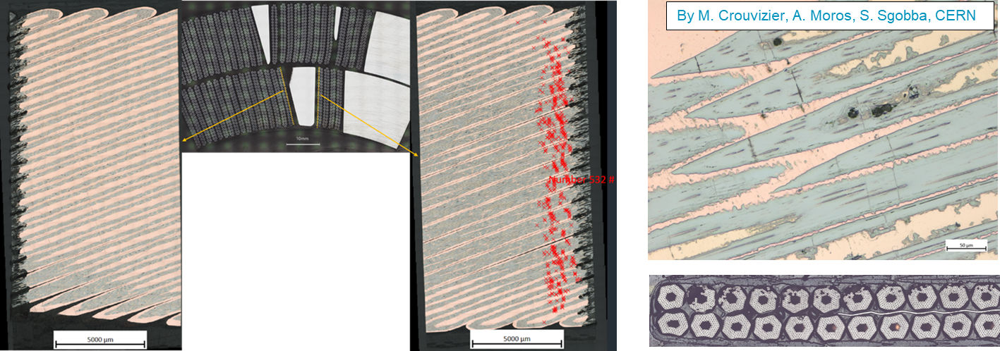 By M. Crouvizier, A. Moros, S. Sgobba, CERN
10mm
Number 532 #
5000 µm
5000 µm
50 µm